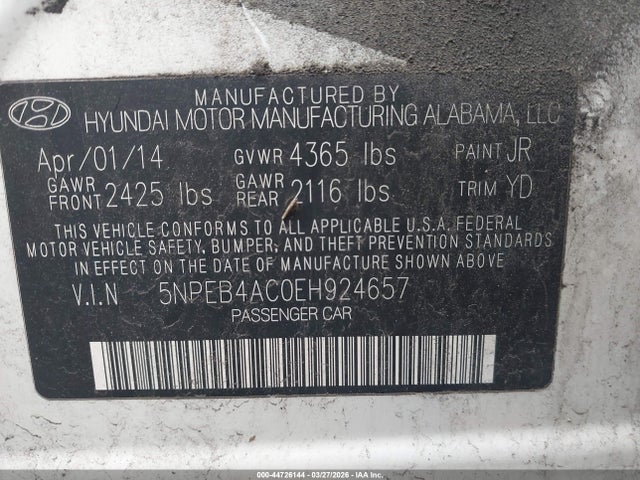 MANUFACTURED BY
HYUNDAI MOTOR MANUFACTURING ALABAMA, LLC
Apr/01/14 GVWR 4365 lbs PAINT JR
GAWR FRONT 2425 lbs GAWR REAR 2116 lbs TRIM YD
THIS VEHICLE CONFORMS TO ALL APPLICABLE U.S.A. FEDERAL
MOTOR VEHICLE SAFETY, BUMPER, AND THEFT PREVENTION STANDARDS
IN EFFECT ON THE DATE OF MANUFACTURE SHOWN ABOVE
V.I.N 5NPEB4AC0EH924657
PASSENGER CAR
000-44726144 | 03/27/2026 | COPYRIGHT IAA, LLC